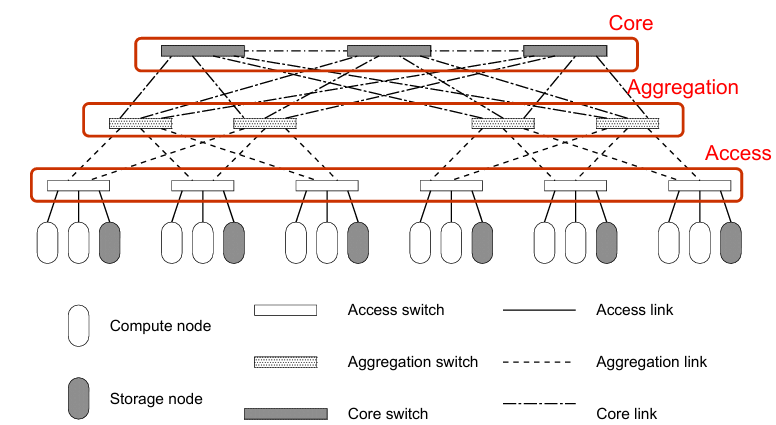 Core
Aggregation
Access
Compute node
Storage node
Access switch
Aggregation switch
Core switch
Access link
Aggregation link
Core link